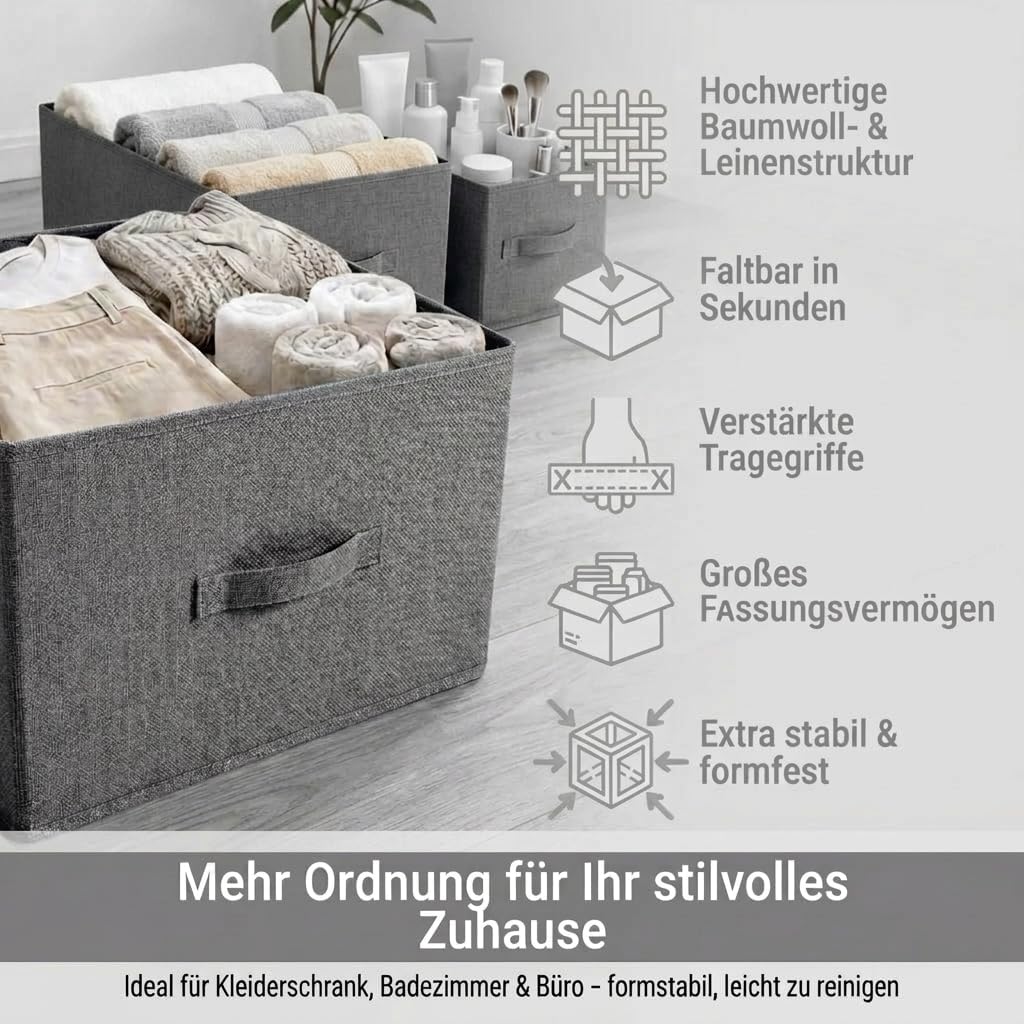 Hochwertige
Baumwoll- &
Leinenstruktur
Faltbar in
Sekunden
Verstärkte
Tragegriffe
Großes
FAssungsvermögen
Extra stabil &
formfest
Mehr Ordnung für Ihr stilvolles
Zuhause
Ideal für Kleiderschrank, Badezimmer & Büro - formstabil, leicht zu reinigen